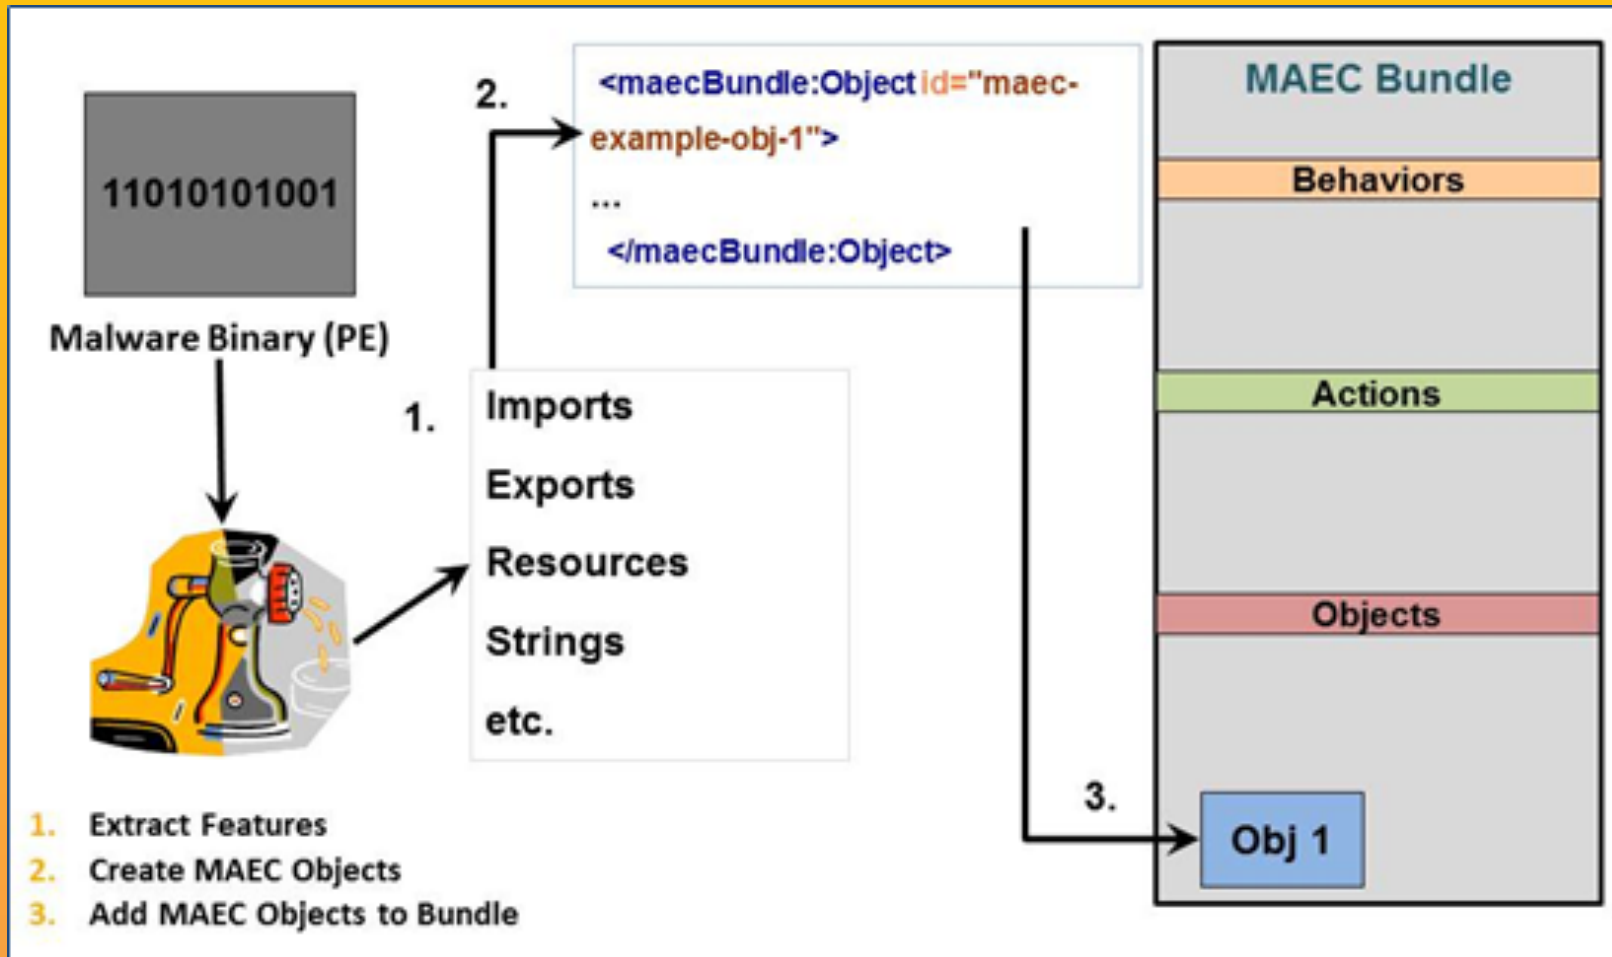 11010101001
Malware Binary (PE)
2.
<maecBundle:Object id="maec-
example-obj-1">
...
</maecBundle:Object>
1.
Imports
Exports
Resources
Strings
etc.
MAEC Bundle
Behaviors
Actions
Objects
3.
Obj 1
1. Extract Features
2. Create MAEC Objects
3. Add MAEC Objects to Bundle